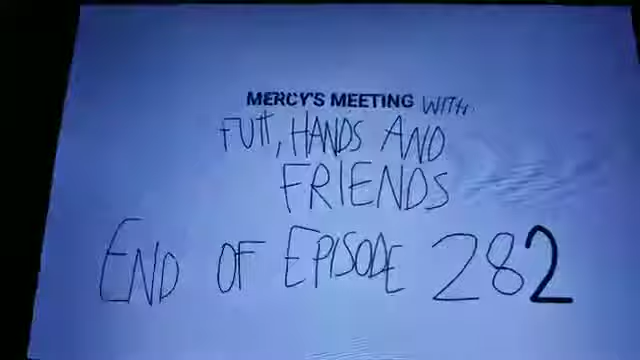 MERCY'S MEETING WITH
FUTT, HANDS AND
FRIENDS
END OF EPISODE 282